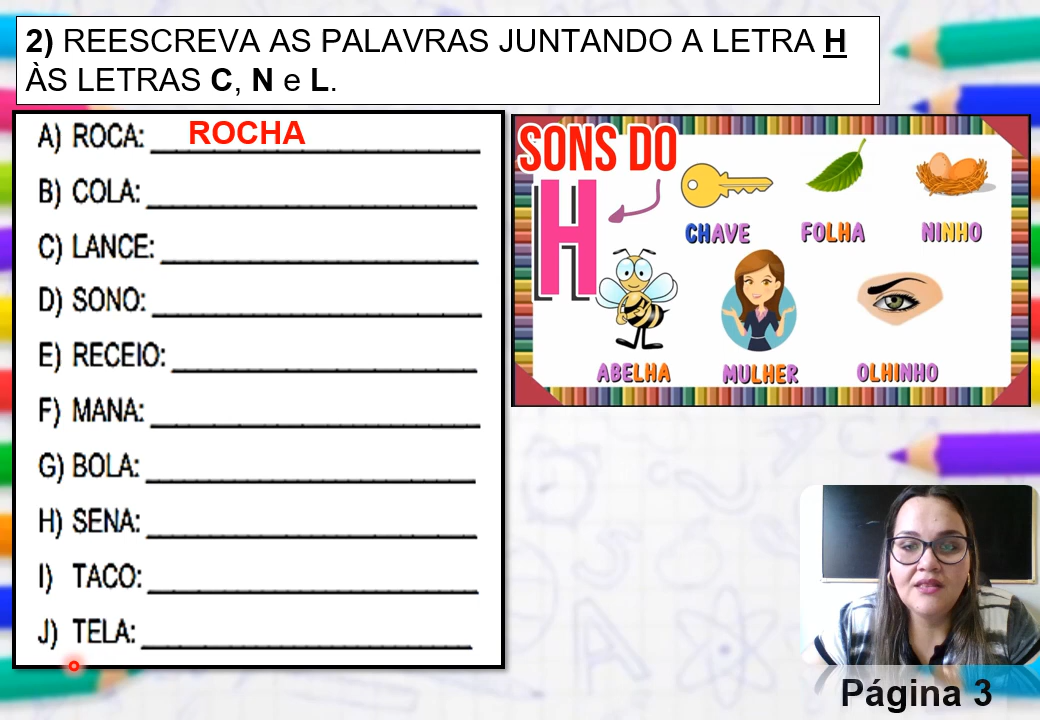 2) REESCREVA AS PALAVRAS JUNTANDO A LETRA H
ÀS LETRAS C, N e L.
A) ROCA: ROCHA
B) COLA:
C) LANCE:
D) SONO:
E) RECEIO:
F) MANA:
G) BOLA:
H) SENA:
I) TACO:
J) TELA:
SONS DO
H
CHAVE FOLHA NINHO
ABELHA MULHER OLHINHO
Página 3